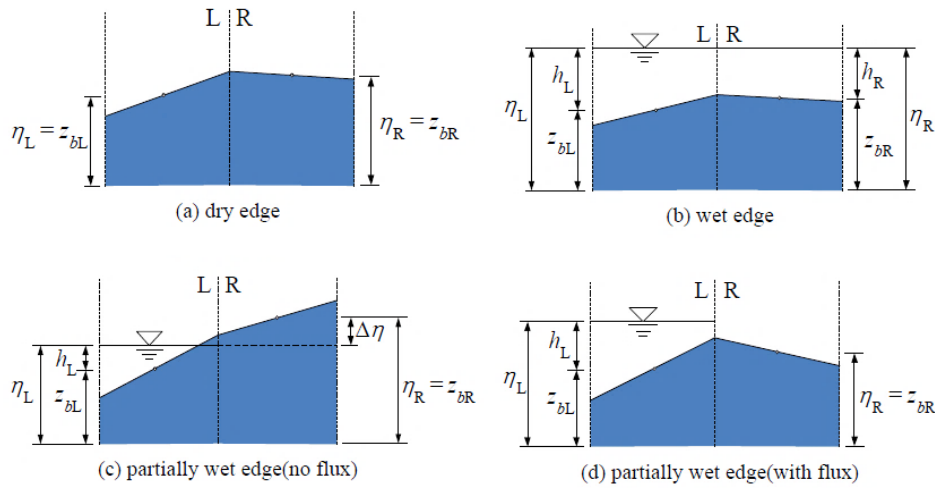 L R
η_L = z_bL
η_R = z_bR
(a) dry edge
L R
h_L
η_L
z_bL
h_R
η_R
z_bR
(b) wet edge
L R
Δη
h_L
η_L
z_bL
η_R = z_bR
(c) partially wet edge(no flux)
L R
h_L
η_L
z_bL
η_R = z_bR
(d) partially wet edge(with flux)